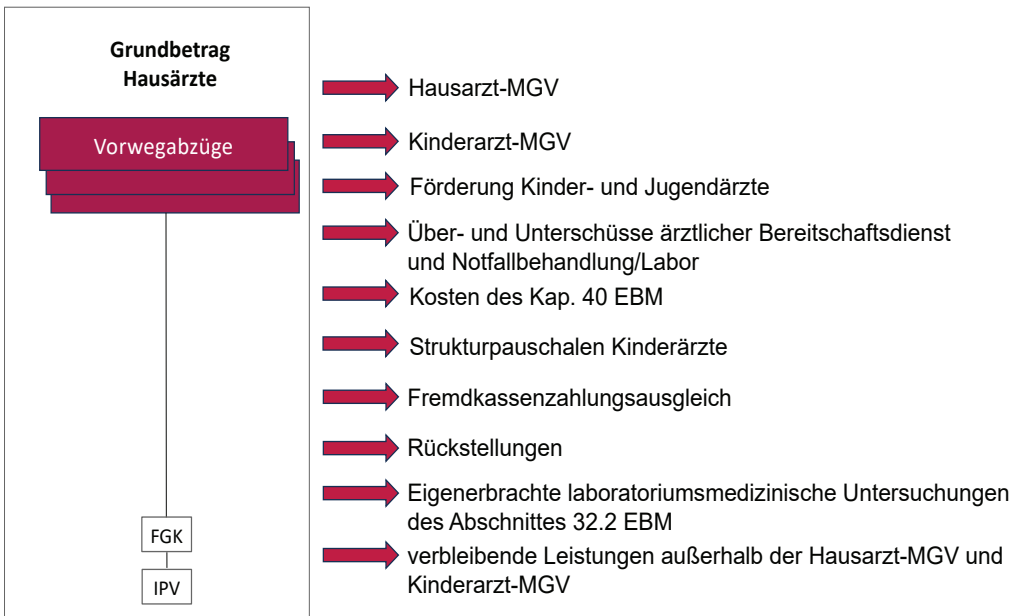 Grundbetrag
Hausärzte
Vorwegabzüge
FGK
IPV
Hausarzt-MGV
Kinderarzt-MGV
Förderung Kinder- und Jugendärzte
Über- und Unterschüsse ärztlicher Bereitschaftsdienst
und Notfallbehandlung/Labor
Kosten des Kap. 40 EBM
Strukturpauschalen Kinderärzte
Fremdkassenzahlungsausgleich
Rückstellungen
Eigenerbrachte laboratoriumsmedizinische Untersuchungen
des Abschnittes 32.2 EBM
verbleibende Leistungen außerhalb der Hausarzt-MGV und
Kinderarzt-MGV